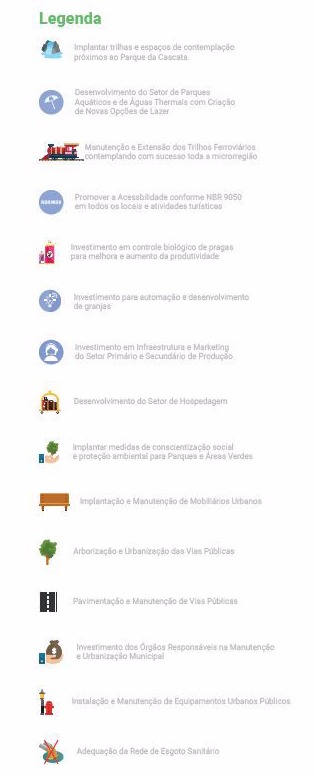 Legenda
Implantar trilhas e espaços de contemplação
próximos ao Parque da Cascata.
Desenvolvimento do Setor de Parques
Aquáticos e de Águas Thermais com Criação
de Novas Opções de Lazer
Manutenção e Extensão dos Trilhos Ferroviários
contemplando com sucesso toda a microrregião
Promover a Acessbilidade conforme NBR 9050
em todos os locais e atividades turísticas
Investimento em controle biológico de pragas
para melhora e aumento da produtividade
Investimento para automação e desenvolvimento
de granjas
Investimento em Infraestrutura e Marketing
do Setor Primário e Secundário de Produção
Desenvolvimento do Setor de Hospedagem
Implantar medidas de conscientização social
e proteção ambiental para Parques e Áreas Verdes
Implantação e Manutenção de Mobiliários Urbanos
Arborização e Urbanização das Vias Públicas
Pavimentação e Manutenção de Vias Públicas
Investimento dos Órgãos Responsáveis na Manutenção
e Urbanização Municipal
Instalação e Manutenção de Equipamentos Urbanos Públicos
Adequação da Rede de Esgoto Sanitário